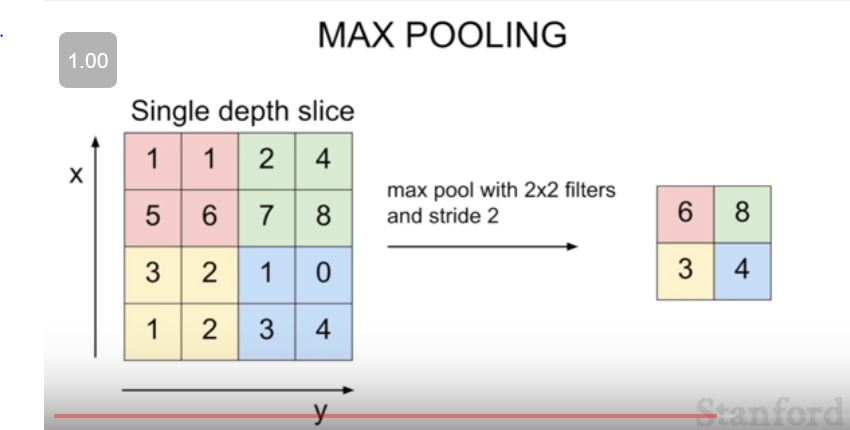 MAX POOLING
1.00
Single depth slice
x
1 1 2 4
5 6 7 8
3 2 1 0
1 2 3 4
y
max pool with 2x2 filters
and stride 2
6 8
3 4
Stanford